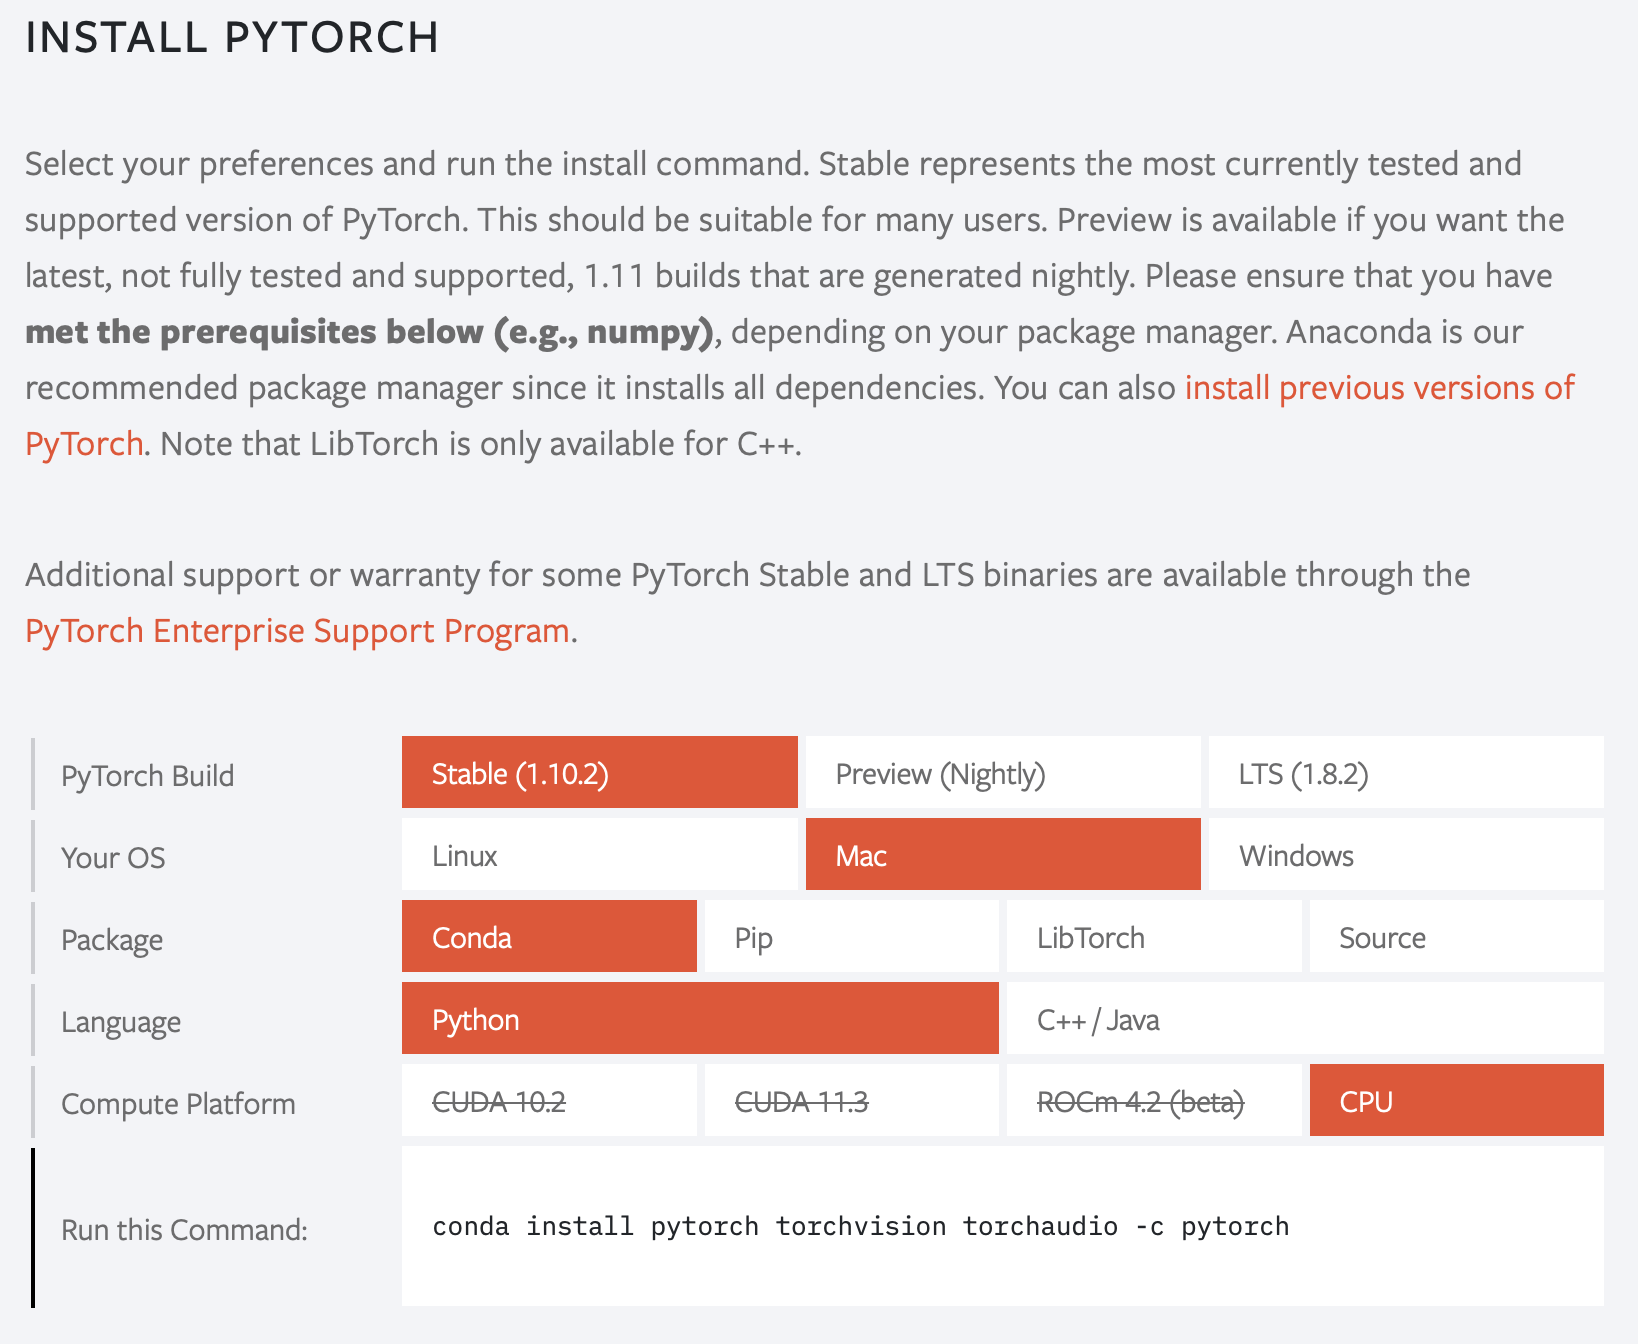 INSTALL PYTORCH
Select your preferences and run the install command. Stable represents the most currently tested and
supported version of PyTorch. This should be suitable for many users. Preview is available if you want the
latest, not fully tested and supported, 1.11 builds that are generated nightly. Please ensure that you have
met the prerequisites below (e.g., numpy), depending on your package manager. Anaconda is our
recommended package manager since it installs all dependencies. You can also install previous versions of
PyTorch. Note that LibTorch is only available for C++.
Additional support or warranty for some PyTorch Stable and LTS binaries are available through the
PyTorch Enterprise Support Program.
PyTorch Build Stable (1.10.2) Preview (Nightly) LTS (1.8.2)
Your OS Linux Mac Windows
Package Conda Pip LibTorch Source
Language Python C++ / Java
Compute Platform CUDA 10.2 CUDA 11.3 ROCm 4.2 (beta) CPU
Run this Command: conda install pytorch torchvision torchaudio -c pytorch